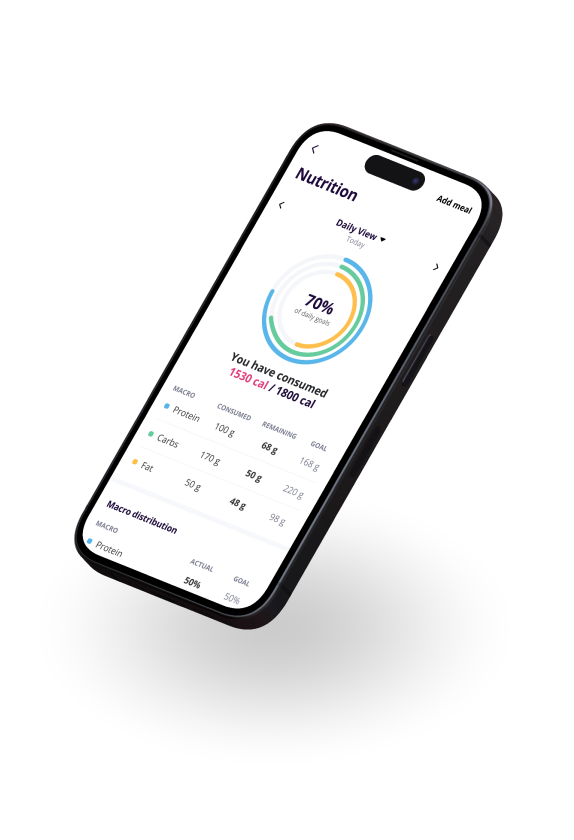 Add meal
Nutrition
Daily View
Today
70%
of daily goals
You have consumed
1530 cal / 1800 cal
MACRO CONSUMED REMAINING GOAL
Protein 100 g 68 g 168 g
Carbs 170 g 50 g 220 g
Fat 50 g 48 g 98 g
Macro distribution
MACRO ACTUAL GOAL
Protein 50% 50%